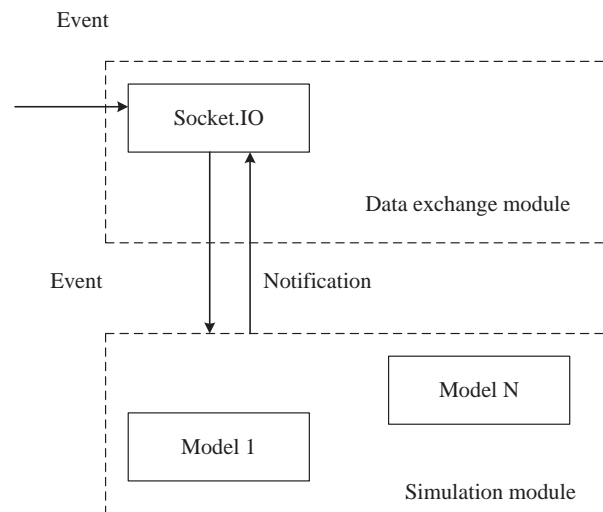 Event
Socket.IO
Data exchange module
Event
Notification
Model N
Model 1
Simulation module